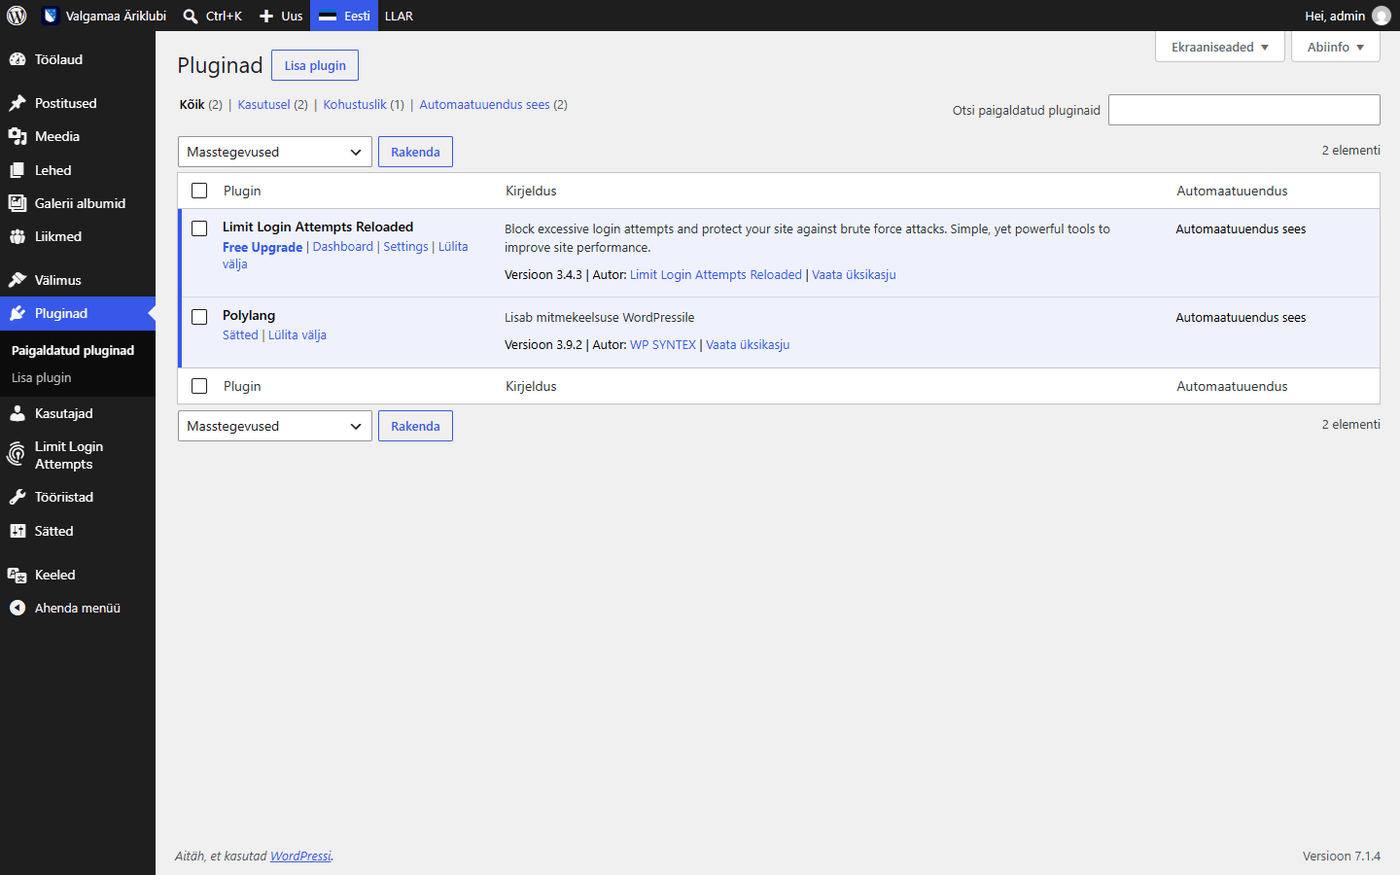 Valgamaa Äriklubi Ctrl+K Uus Eesti LLAR Hei, admin
Töölaud
Postitused
Meedia
Lehed
Galerii albumid
Liikmed
Välimus
Pluginad
Paigaldatud pluginad
Lisa plugin
Kasutajad
Limit Login
Attempts
Tööriistad
Sätted
Keeled
Ahenda menüü
Ekraaniseaded ▼ Abiinfo ▼
Pluginad Lisa plugin
Kõik (2) | Kasutusel (2) | Kohustuslik (1) | Automaatuuendus sees (2)
Otsi paigaldatud pluginaid
Masstegevused Rakenda 2 elementi
Plugin Kirjeldus Automaatuuendus
Limit Login Attempts Reloaded
Free Upgrade | Dashboard | Settings | Lülita
välja
Block excessive login attempts and protect your site against brute force attacks. Simple, yet powerful tools to
improve site performance.
Versioon 3.4.3 | Autor: Limit Login Attempts Reloaded | Vaata üksikasju
Automaatuuendus sees
Polylang
Sätted | Lülita välja
Lisab mitmekeelsuse WordPressile
Versioon 3.9.2 | Autor: WP SYNTEX | Vaata üksikasju
Automaatuuendus sees
Plugin Kirjeldus Automaatuuendus
Masstegevused Rakenda 2 elementi
Aitäh, et kasutad WordPressi. Versioon 7.1.4